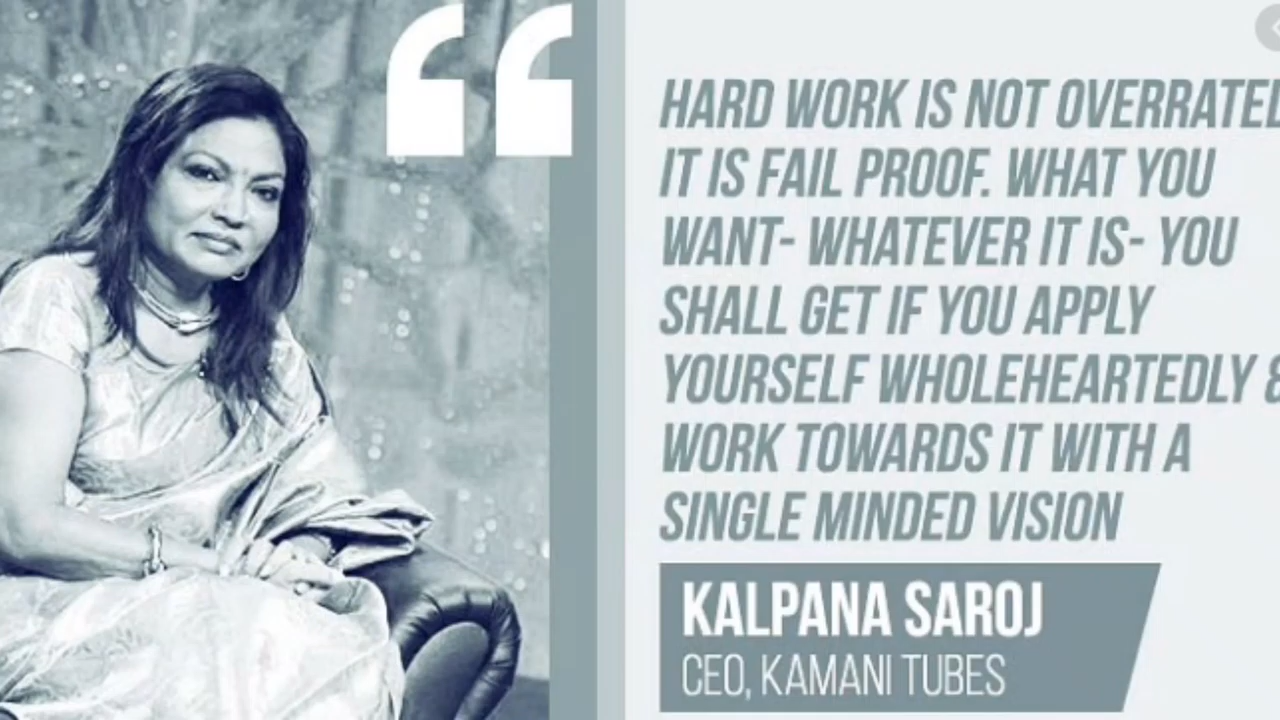 HARD WORK IS NOT OVERRATED
IT IS FAIL PROOF. WHAT YOU
WANT- WHATEVER IT IS- YOU
SHALL GET IF YOU APPLY
YOURSELF WHOLEHEARTEDLY &
WORK TOWARDS IT WITH A
SINGLE MINDED VISION
KALPANA SAROJ
CEO, KAMANI TUBES